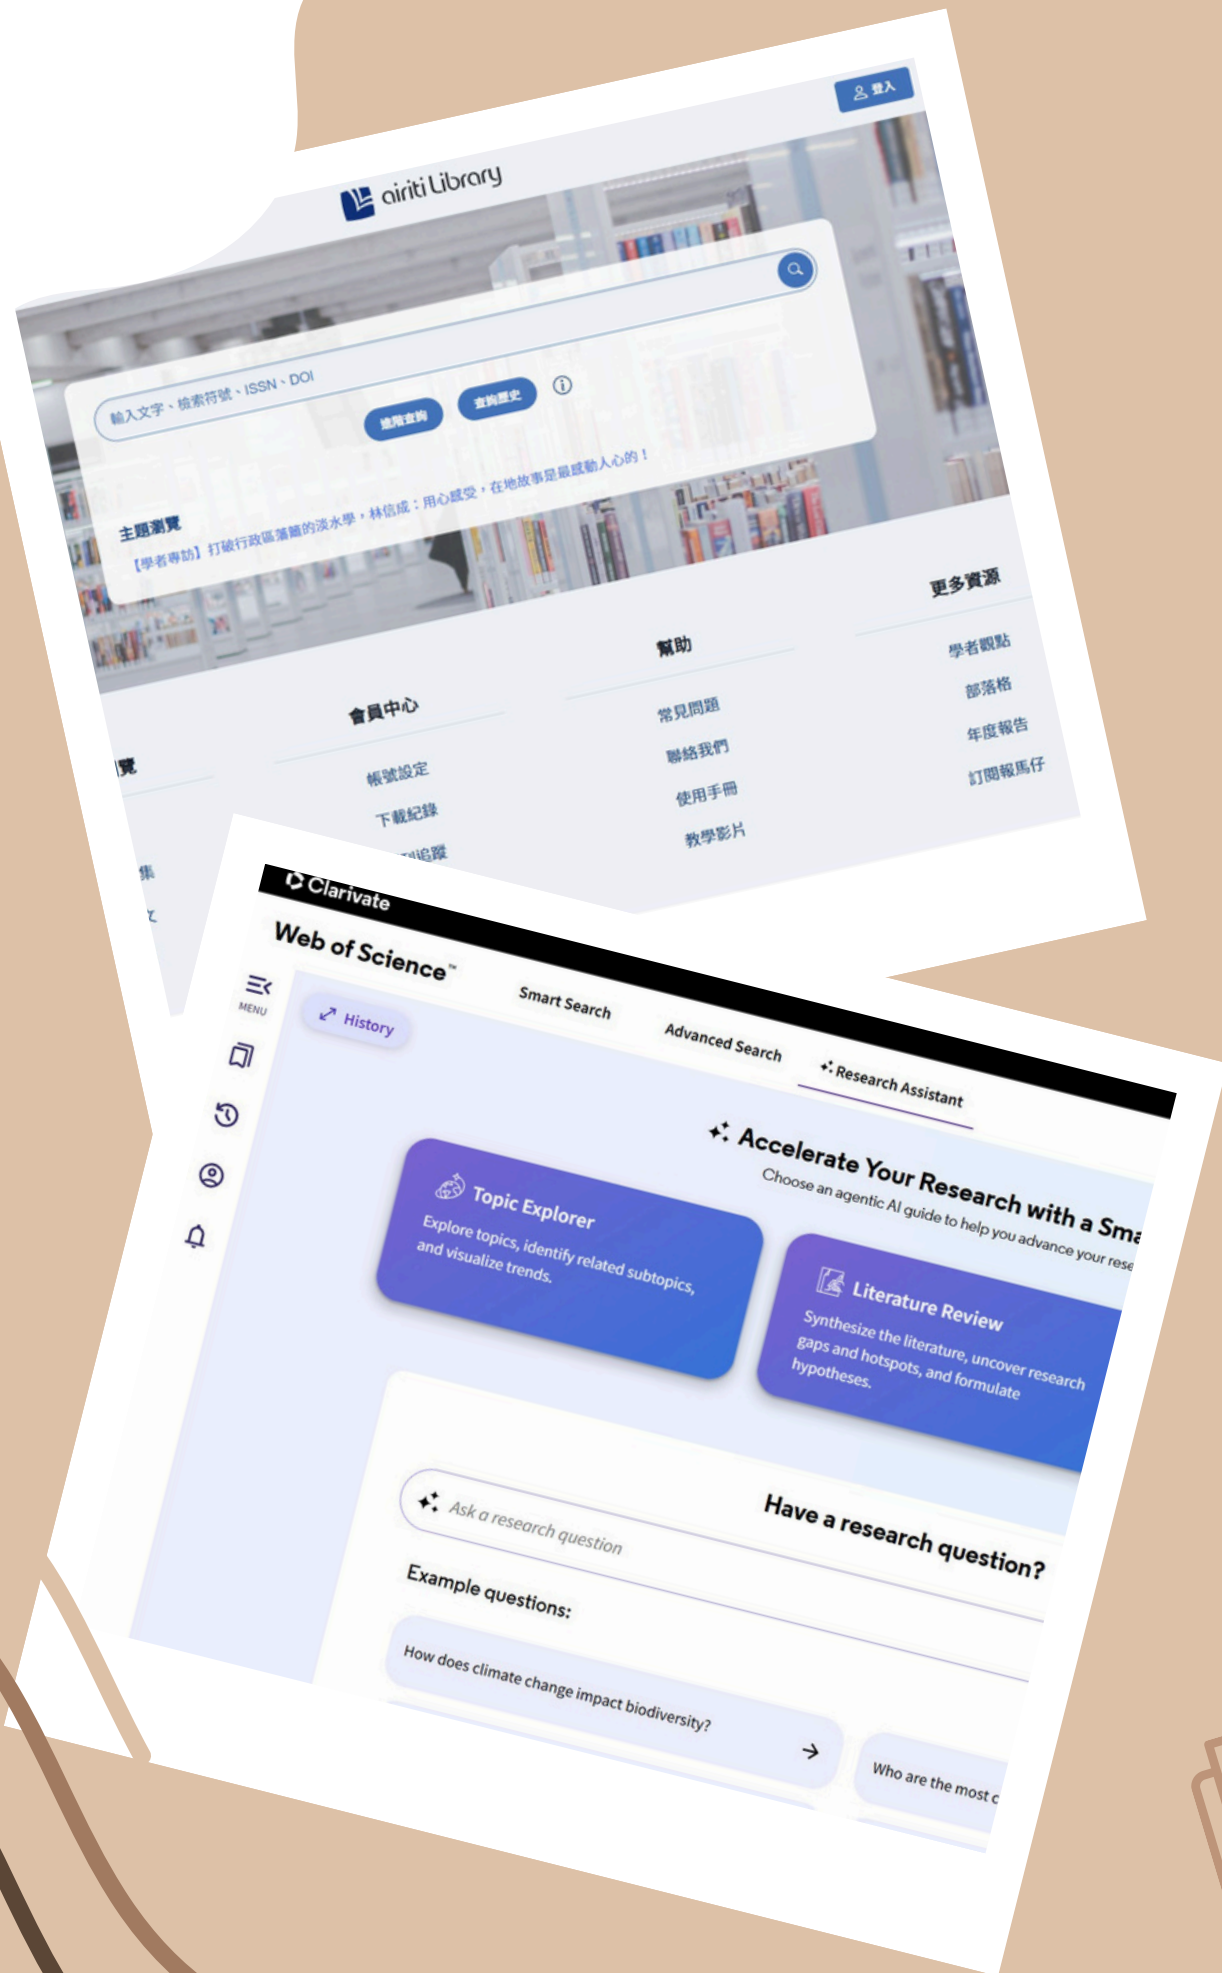 登入
airiti Library
輸入文字、檢索符號、ISSN、DOI
進階查詢
查詢歷史
主題瀏覽
【學者專訪】打破行政區藩籬的淡水學，林信成：用心感受，在地故事是最感動人心的！
覽
集
文
會員中心
帳號設定
下載紀錄
追蹤
幫助
常見問題
聯絡我們
使用手冊
教學影片
更多資源
學者觀點
部落格
年度報告
訂閱報馬仔
Clarivate
Web of Science™
Smart Search
Advanced Search
Research Assistant
MENU
History
Accelerate Your Research with a Sma
Choose an agentic AI guide to help you advance your rese
Topic Explorer
Explore topics, identify related subtopics,
and visualize trends.
Literature Review
Synthesize the literature, uncover research
gaps and hotspots, and formulate
hypotheses.
Have a research question?
Ask a research question
Example questions:
How does climate change impact biodiversity?
Who are the most c